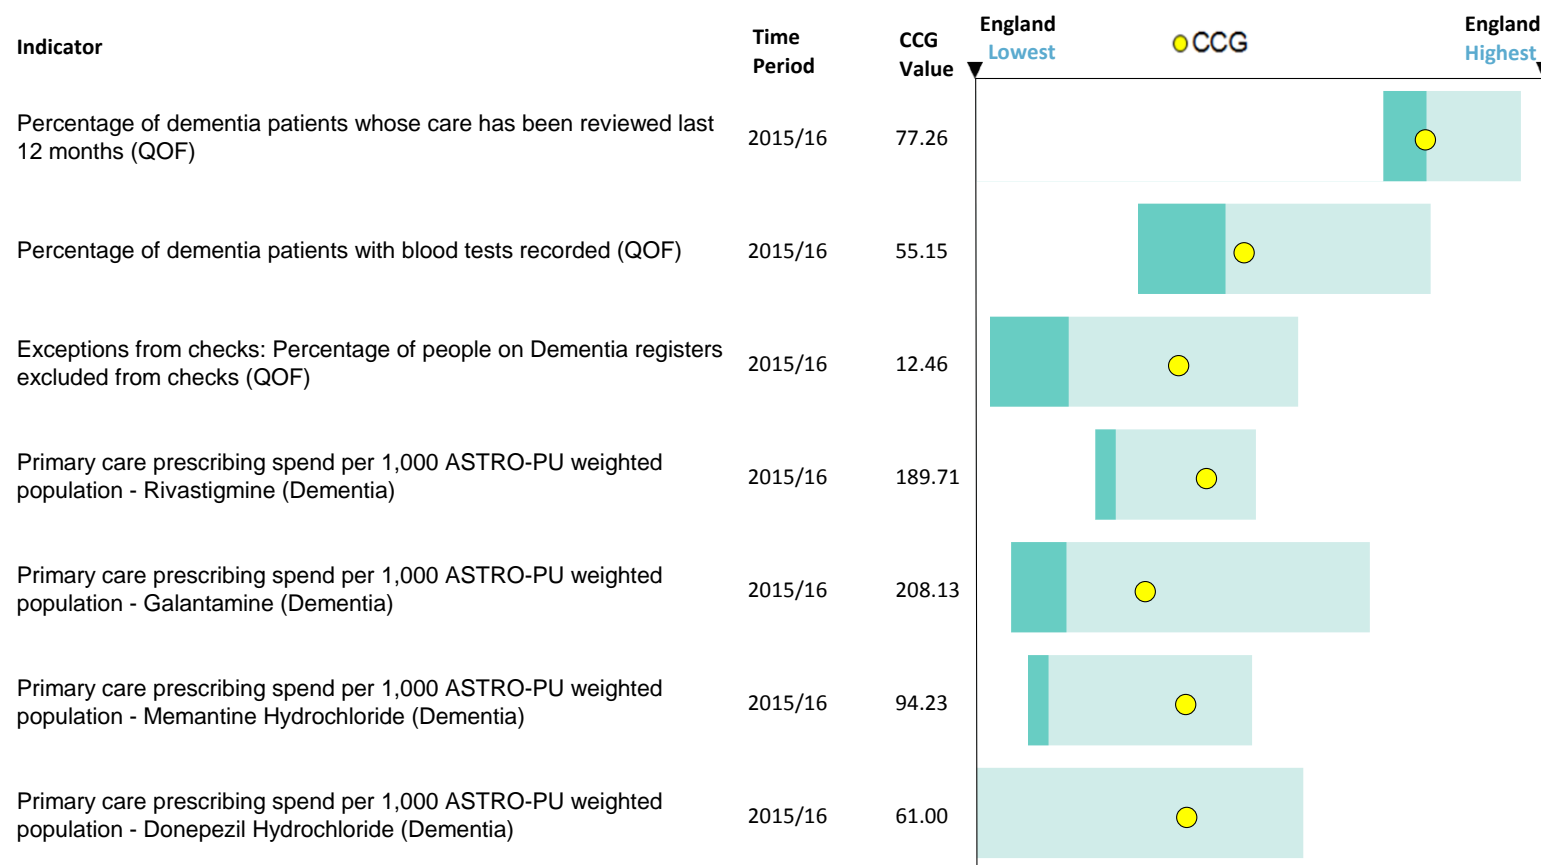 Indicator
Time
Period
CCG
Value
England
Lowest
CCG
England
Highest
Percentage of dementia patients whose care has been reviewed last
12 months (QOF)
2015/16
77.26
Percentage of dementia patients with blood tests recorded (QOF)
2015/16
55.15
Exceptions from checks: Percentage of people on Dementia registers
excluded from checks (QOF)
2015/16
12.46
Primary care prescribing spend per 1,000 ASTRO-PU weighted
population - Rivastigmine (Dementia)
2015/16
189.71
Primary care prescribing spend per 1,000 ASTRO-PU weighted
population - Galantamine (Dementia)
2015/16
208.13
Primary care prescribing spend per 1,000 ASTRO-PU weighted
population - Memantine Hydrochloride (Dementia)
2015/16
94.23
Primary care prescribing spend per 1,000 ASTRO-PU weighted
population - Donepezil Hydrochloride (Dementia)
2015/16
61.00